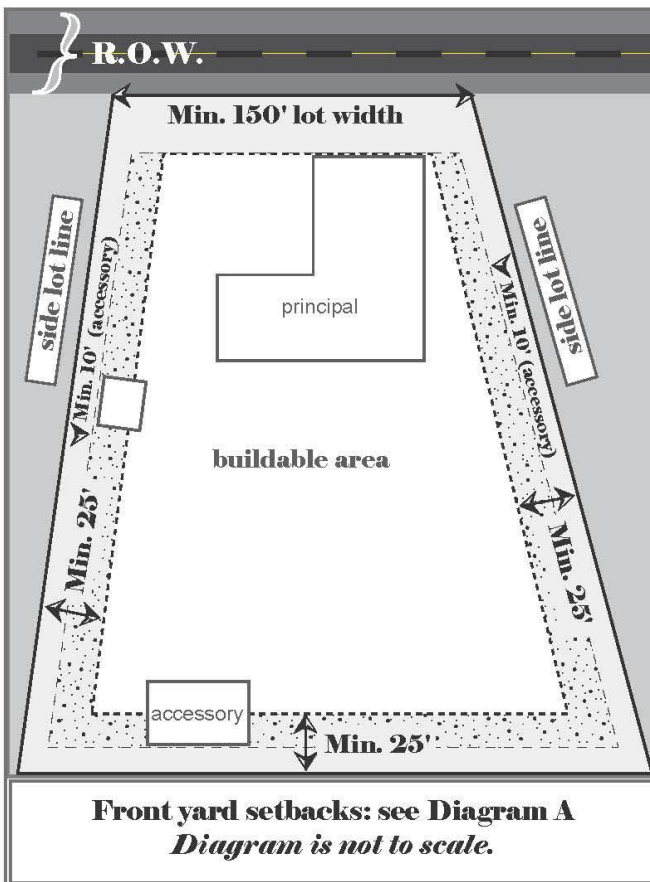 R.O.W.
Min. 150' lot width
side lot line
side lot line
Min. 10' (accessory)
Min. 10' (accessory)
principal
buildable area
Min. 25'
Min. 25'
accessory
Min. 25'
Front yard setbacks: see Diagram A
Diagram is not to scale.